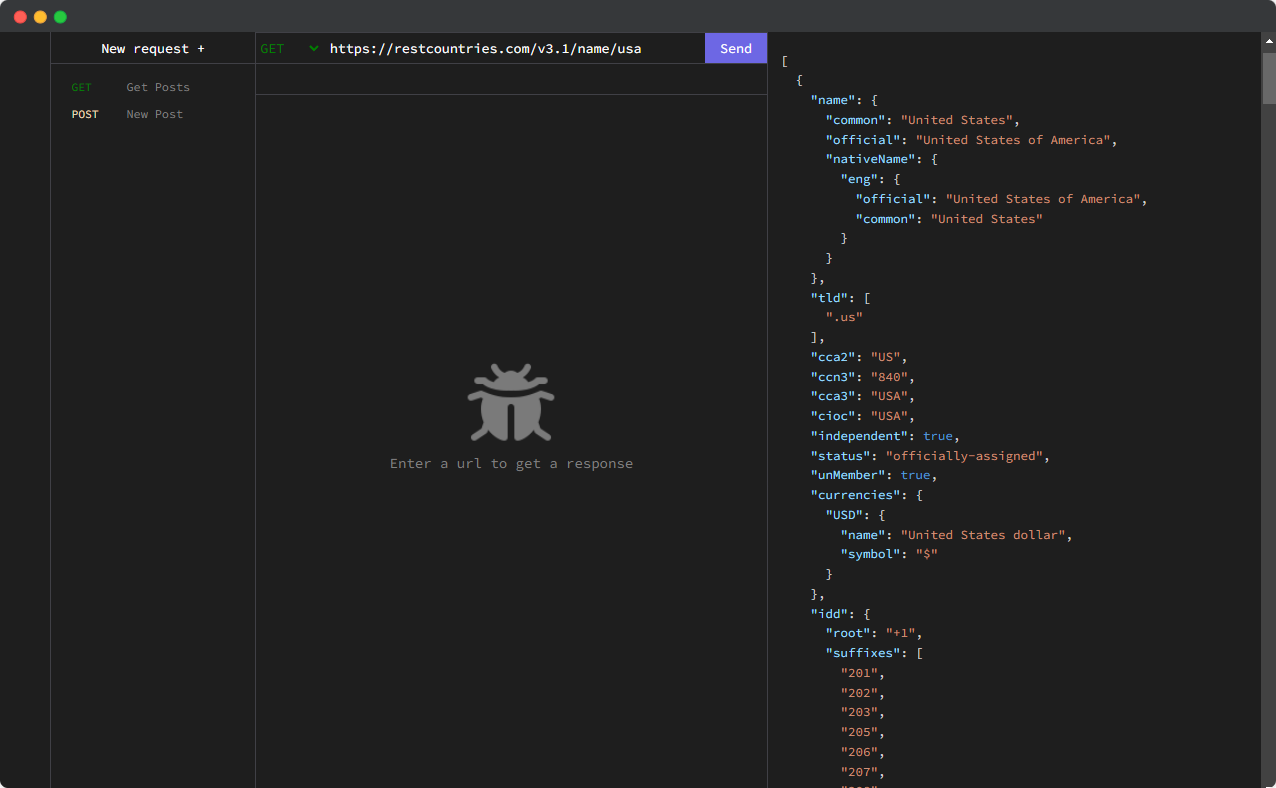 New request +
GET Get Posts
POST New Post
GET https://restcountries.com/v3.1/name/usa Send
Enter a url to get a response
[
{
"name": {
"common": "United States",
"official": "United States of America",
"nativeName": {
"eng": {
"official": "United States of America",
"common": "United States"
}
}
},
"tld": [
".us"
],
"cca2": "US",
"ccn3": "840",
"cca3": "USA",
"cioc": "USA",
"independent": true,
"status": "officially-assigned",
"unMember": true,
"currencies": {
"USD": {
"name": "United States dollar",
"symbol": "$"
}
},
"idd": {
"root": "+1",
"suffixes": [
"201",
"202",
"203",
"205",
"206",
"207",